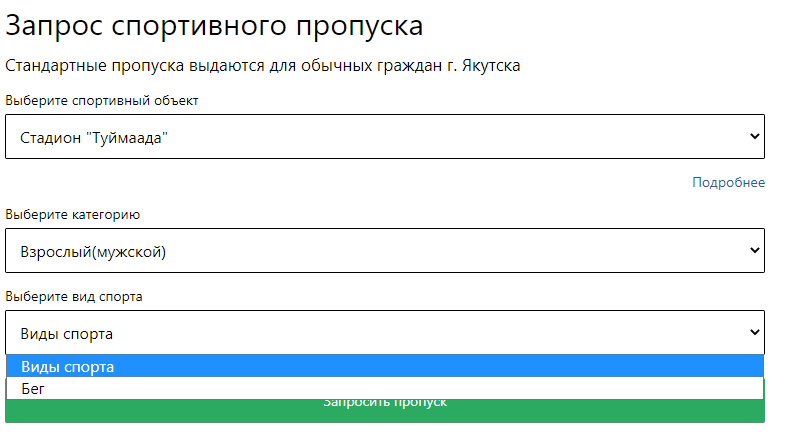 Запрос спортивного пропуска
Стандартные пропуска выдаются для обычных граждан г. Якутска
Выберите спортивный объект
Стадион "Туймаада"
Подробнее
Выберите категорию
Взрослый(мужской)
Выберите вид спорта
Виды спорта
Виды спорта
Бег
Запросить пропуск